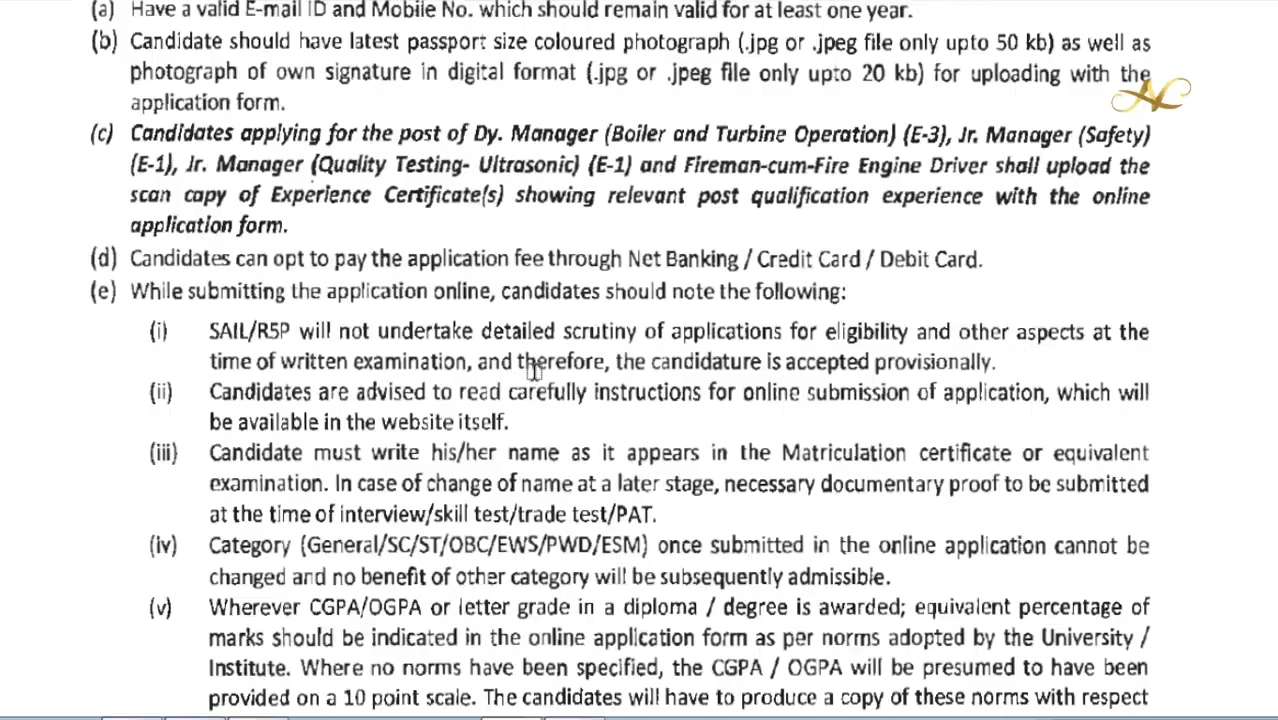 (a) Have a valid E-mail ID and Mobile No. which should remain valid for at least one year.
(b) Candidate should have latest passport size coloured photograph (.jpg or .jpeg file only upto 50 kb) as well as
photograph of own signature in digital format (.jpg or .jpeg file only upto 20 kb) for uploading with the
application form.
(c) Candidates applying for the post of Dy. Manager (Boiler and Turbine Operation) (E-3), Jr. Manager (Safety)
(E-1), Jr. Manager (Quality Testing- Ultrasonic) (E-1) and Fireman-cum-Fire Engine Driver shall upload the
scan copy of Experience Certificate(s) showing relevant post qualification experience with the online
application form.
(d) Candidates can opt to pay the application fee through Net Banking / Credit Card / Debit Card.
(e) While submitting the application online, candidates should note the following:
(i) SAIL/RSP will not undertake detailed scrutiny of applications for eligibility and other aspects at the
time of written examination, and therefore, the candidature is accepted provisionally.
(ii) Candidates are advised to read carefully instructions for online submission of application, which will
be available in the website itself.
(iii) Candidate must write his/her name as it appears in the Matriculation certificate or equivalent
examination. In case of change of name at a later stage, necessary documentary proof to be submitted
at the time of interview/skill test/trade test/PAT.
(iv) Category (General/SC/ST/OBC/EWS/PWD/ESM) once submitted in the online application cannot be
changed and no benefit of other category will be subsequently admissible.
(v) Wherever CGPA/OGPA or letter grade in a diploma / degree is awarded; equivalent percentage of
marks should be indicated in the online application form as per norms adopted by the University /
Institute. Where no norms have been specified, the CGPA / OGPA will be presumed to have been
provided on a 10 point scale. The candidates will have to produce a copy of these norms with respect